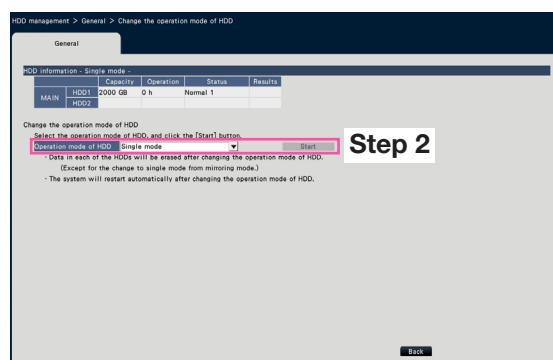 HDD management > General > Change the operation mode of HDD
General
HDD information - Single mode -
Capacity Operation Status Results
MAIN HDD1 2000 GB 0 h Normal 1
HDD2
Change the operation mode of HDD
Select the operation mode of HDD, and click the [Start] button.
Operation mode of HDD Single mode ▼ Start
Step 2
- Data in each of the HDDs will be erased after changing the operation mode of HDD.
(Except for the change to single mode from mirroring mode.)
- The system will restart automatically after changing the operation mode of HDD.
Back